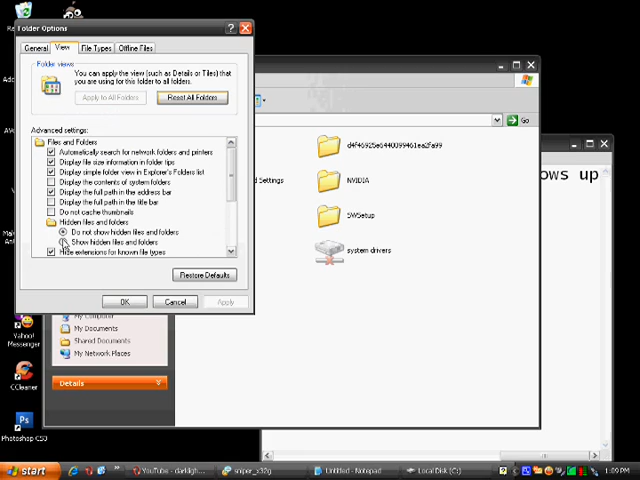 Folder Options
General
View
File Types
Offline Files
Folder views
You can apply the view (such as Details or Tiles) that
you are using for this folder to all folders.
Apply to All Folders
Reset All Folders
Advanced settings:
Files and Folders
Automatically search for network folders and printers
Display file size information in folder tips
Display simple folder view in Explorer's Folders list
Display the contents of system folders
Display the full path in the address bar
Display the full path in the title bar
Do not cache thumbnails
Hidden files and folders
Do not show hidden files and folders
Show hidden files and folders
Hide extensions for known file types
Restore Defaults
OK
Cancel
Apply
Go
NVIDIA
SWSetup
system drivers
d Settings
ows up
My Computer
My Documents
Shared Documents
My Network Places
Details
Yahoo!
Messenger
CCleaner
Ps
Photoshop CS3
start
YouTube - darkligh...
sniper_x32g
Untitled - Notepad
Local Disk (C:)
1:09 PM